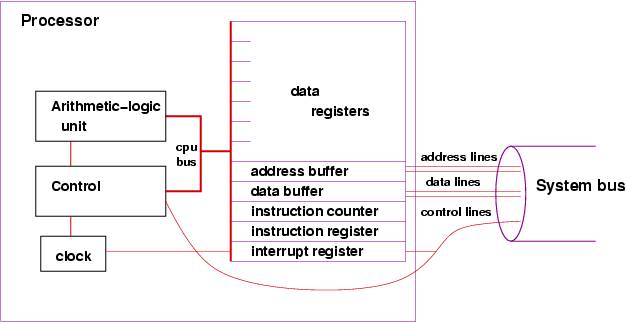 Processor
Arithmetic-logic
unit
cpu
bus
Control
clock
data
registers
address buffer
data buffer
instruction counter
instruction register
interrupt register
address lines
data lines
control lines
System bus